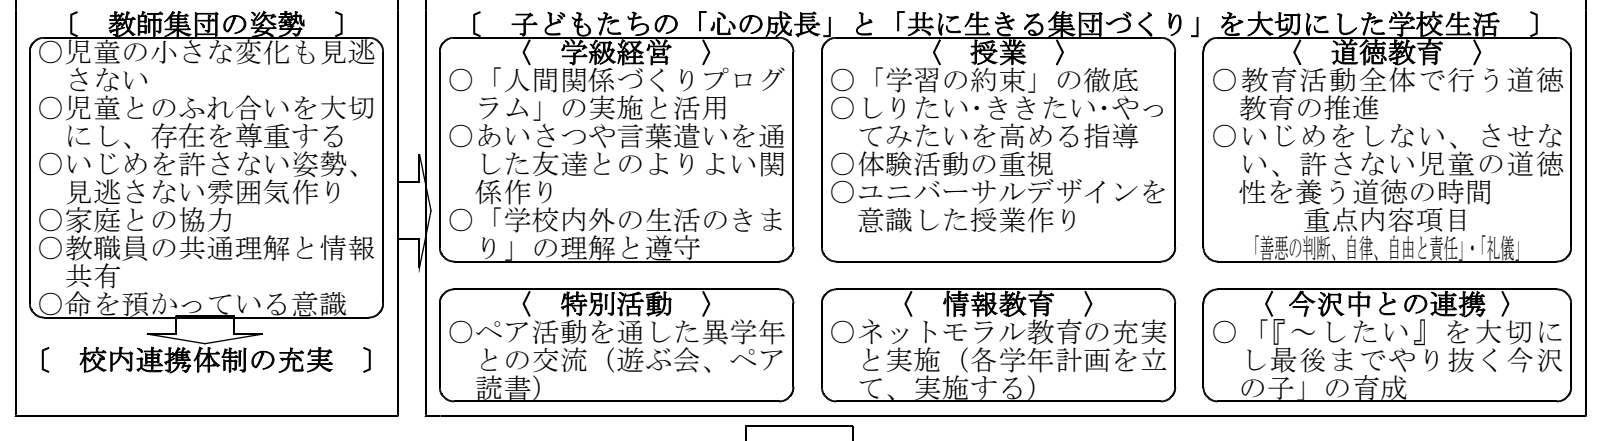 〔　教師集団の姿勢　〕
○児童の小さな変化も見逃
さない
○児童とのふれ合いを大切
にし、存在を尊重する
○いじめを許さない姿勢、
見逃さない雰囲気作り
○家庭との協力
○教職員の共通理解と情報
共有
○命を預かっている意識
〔　校内連携体制の充実　〕
〔　子どもたちの「心の成長」と「共に生きる集団づくり」を大切にした学校生活　〕
〈　学級経営　〉
○「人間関係づくりプログ
ラム」の実施と活用
○あいさつや言葉遣いを通
した友達とのよりよい関
係作り
○「学校内外の生活のきま
り」の理解と遵守
〈　授業　〉
○「学習の約束」の徹底
○しりたい・ききたい・やっ
てみたいを高める指導
○体験活動の重視
○ユニバーサルデザインを
意識した授業作り
〈　道徳教育　〉
○教育活動全体で行う道徳
教育の推進
○いじめをしない、させな
い、許さない児童の道徳
性を養う道徳の時間
重点内容項目
「善悪の判断、自律、自由と責任」・「礼儀」
〈　特別活動　〉
○ペア活動を通した異学年
との交流（遊ぶ会、ペア
読書）
〈　情報教育　〉
○ネットモラル教育の充実
と実施（各学年計画を立
て、実施する）
〈 今沢中との連携 〉
○「『～したい』を大切に
し最後までやり抜く今沢
の子」の育成